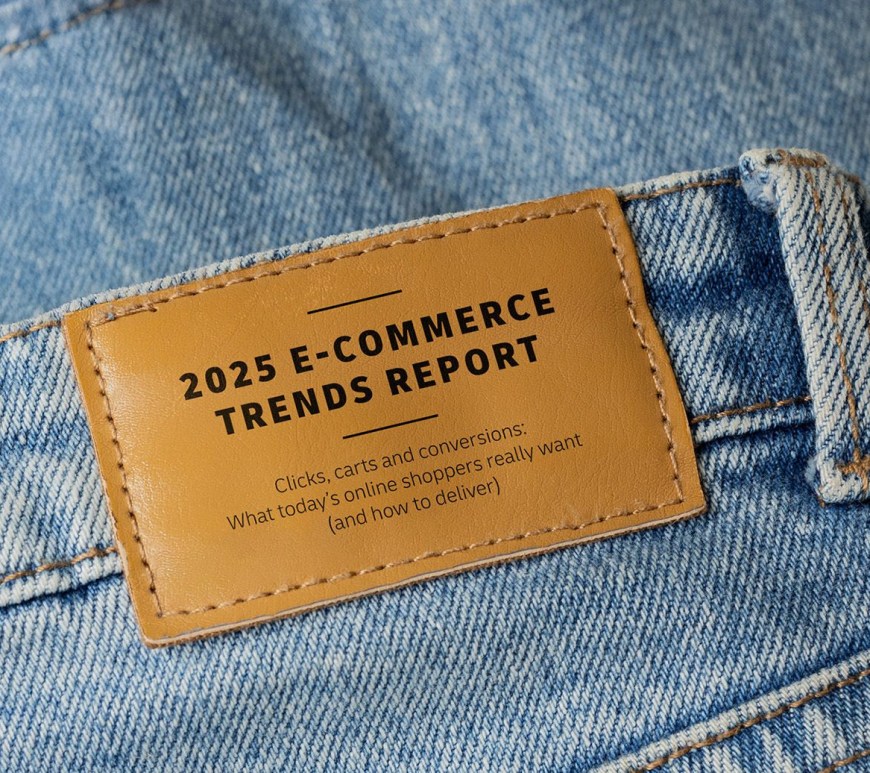 2025 E-COMMERCE
TRENDS REPORT
Clicks, carts and conversions:
What today's online shoppers really want
(and how to deliver)